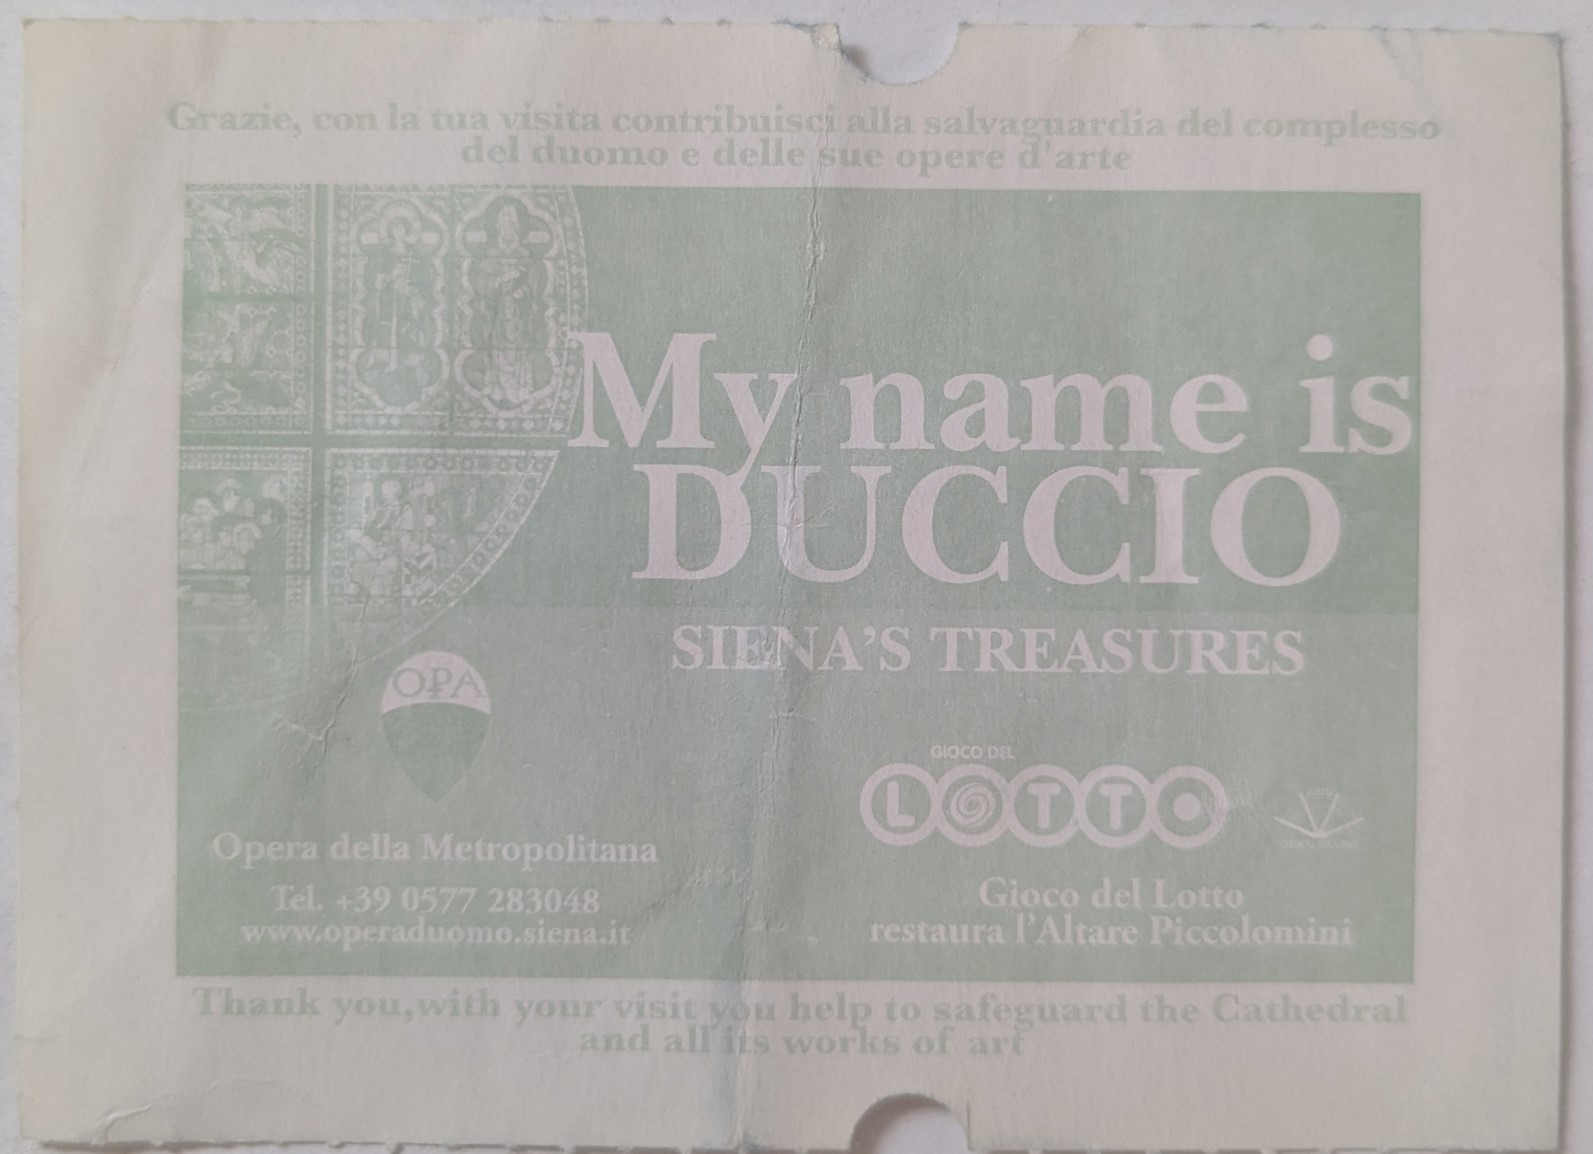 Grazie, con la tua visita contribuisci alla salvaguardia del complesso
del duomo e delle sue opere d'arte
My name is
DUCCIO
SIENA'S TREASURES
OPA
GIOCO DEL
LOTTO
Opera della Metropolitana
Tel. +39 0577 283048
www.operaduomo.siena.it
Gioco del Lotto
restaura l'Altare Piccolomini
Thank you,with your visit you help to safeguard the Cathedral
and all its works of art